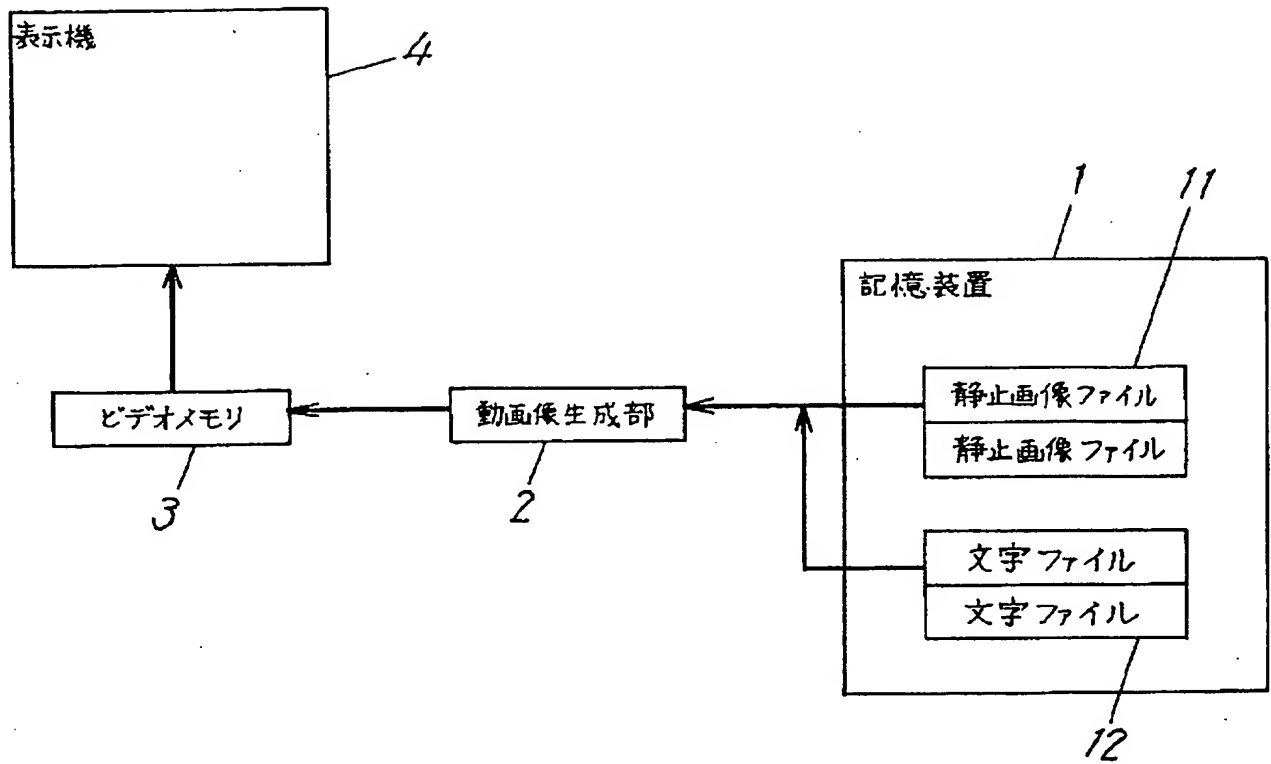 表示機
4
1
11
記憶装置
静止画像ファイル
静止画像ファイル
ビデオメモリ
動画像生成部
3
2
文字ファイル
文字ファイル
12